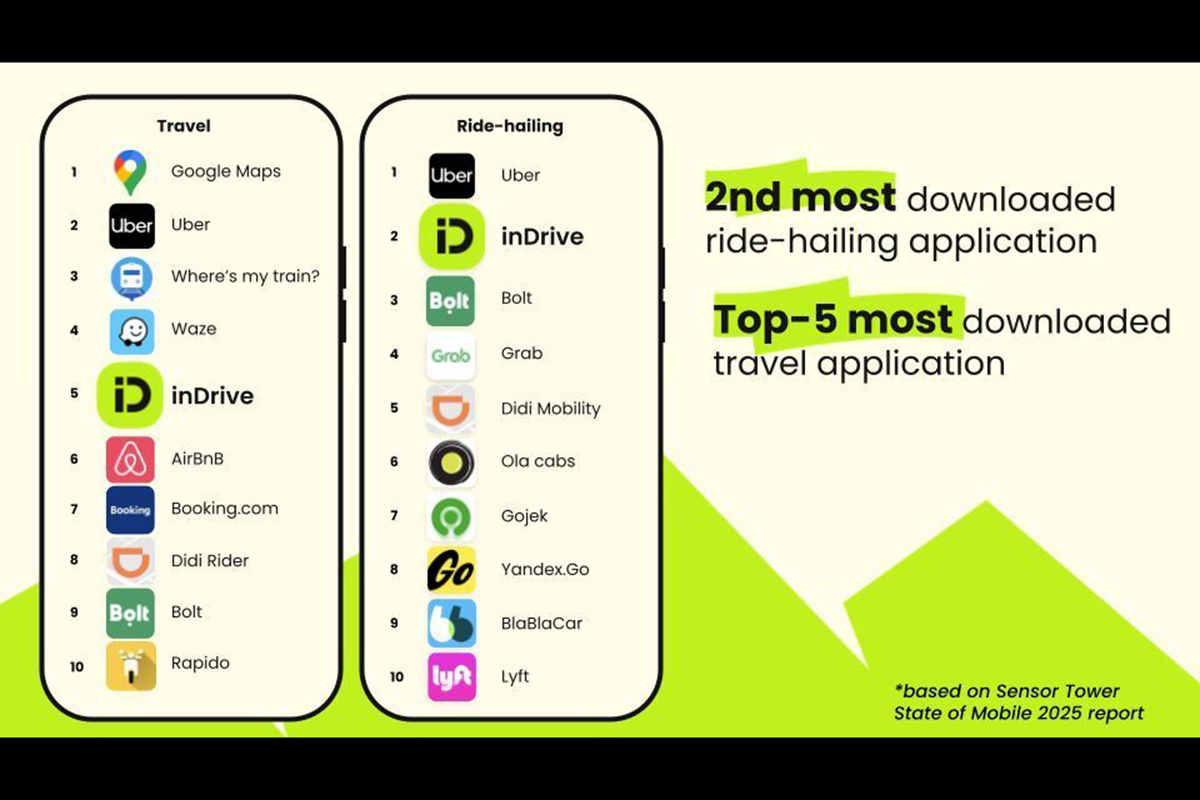 Travel
1 Google Maps
2 Uber Uber
3 Where's my train?
4 Waze
5 iD inDrive
6 AirBnB
7 Booking Booking.com
8 Didi Rider
9 Bolt Bolt
10 Rapido
Ride-hailing
1 Uber Uber
2 iD inDrive
3 Bolt Bolt
4 Grab Grab
5 Didi Mobility
6 Ola cabs
7 Gojek
8 Go Yandex.Go
9 BlaBlaCar
10 lyft Lyft
2nd most downloaded
ride-hailing application
Top-5 most downloaded
travel application
*based on Sensor Tower
State of Mobile 2025 report